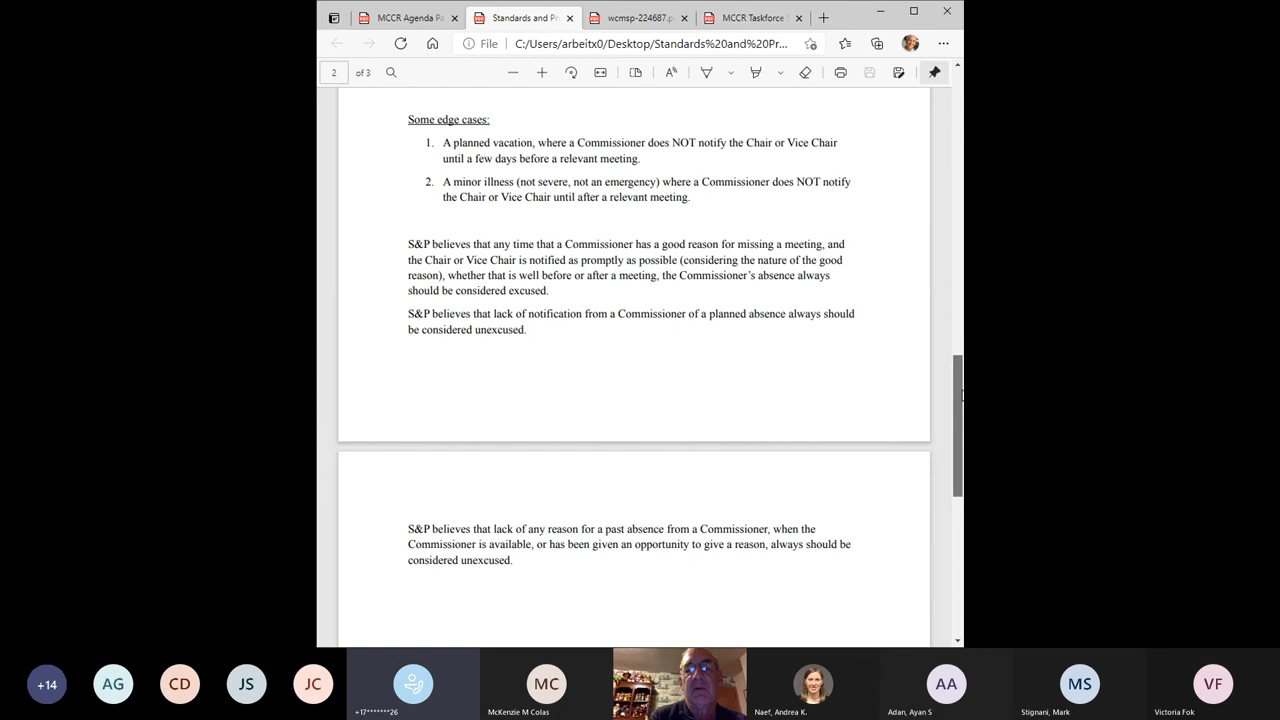 MCCR Agenda Pa
Standards and Pr
wcmsp-224687.p
MCCR Taskforce S
File
C:/Users/arbeitx0/Desktop/Standards%20and%20Pr...
2
of 3
Some edge cases:
1. A planned vacation, where a Commissioner does NOT notify the Chair or Vice Chair
until a few days before a relevant meeting.
2. A minor illness (not severe, not an emergency) where a Commissioner does NOT notify
the Chair or Vice Chair until after a relevant meeting.
S&P believes that any time that a Commissioner has a good reason for missing a meeting, and
the Chair or Vice Chair is notified as promptly as possible (considering the nature of the good
reason), whether that is well before or after a meeting, the Commissioner's absence always
should be considered excused.
S&P believes that lack of notification from a Commissioner of a planned absence always should
be considered unexcused.
S&P believes that lack of any reason for a past absence from a Commissioner, when the
Commissioner is available, or has been given an opportunity to give a reason, always should be
considered unexcused.
+14
AG
CD
JS
JC
+17*******26
MC
McKenzie M Colas
Naef, Andrea K.
AA
Adan, Ayan S
MS
Stignani, Mark
VF
Victoria Fok